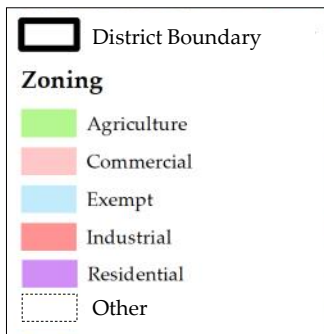 District Boundary
Zoning
Agriculture
Commercial
Exempt
Industrial
Residential
Other